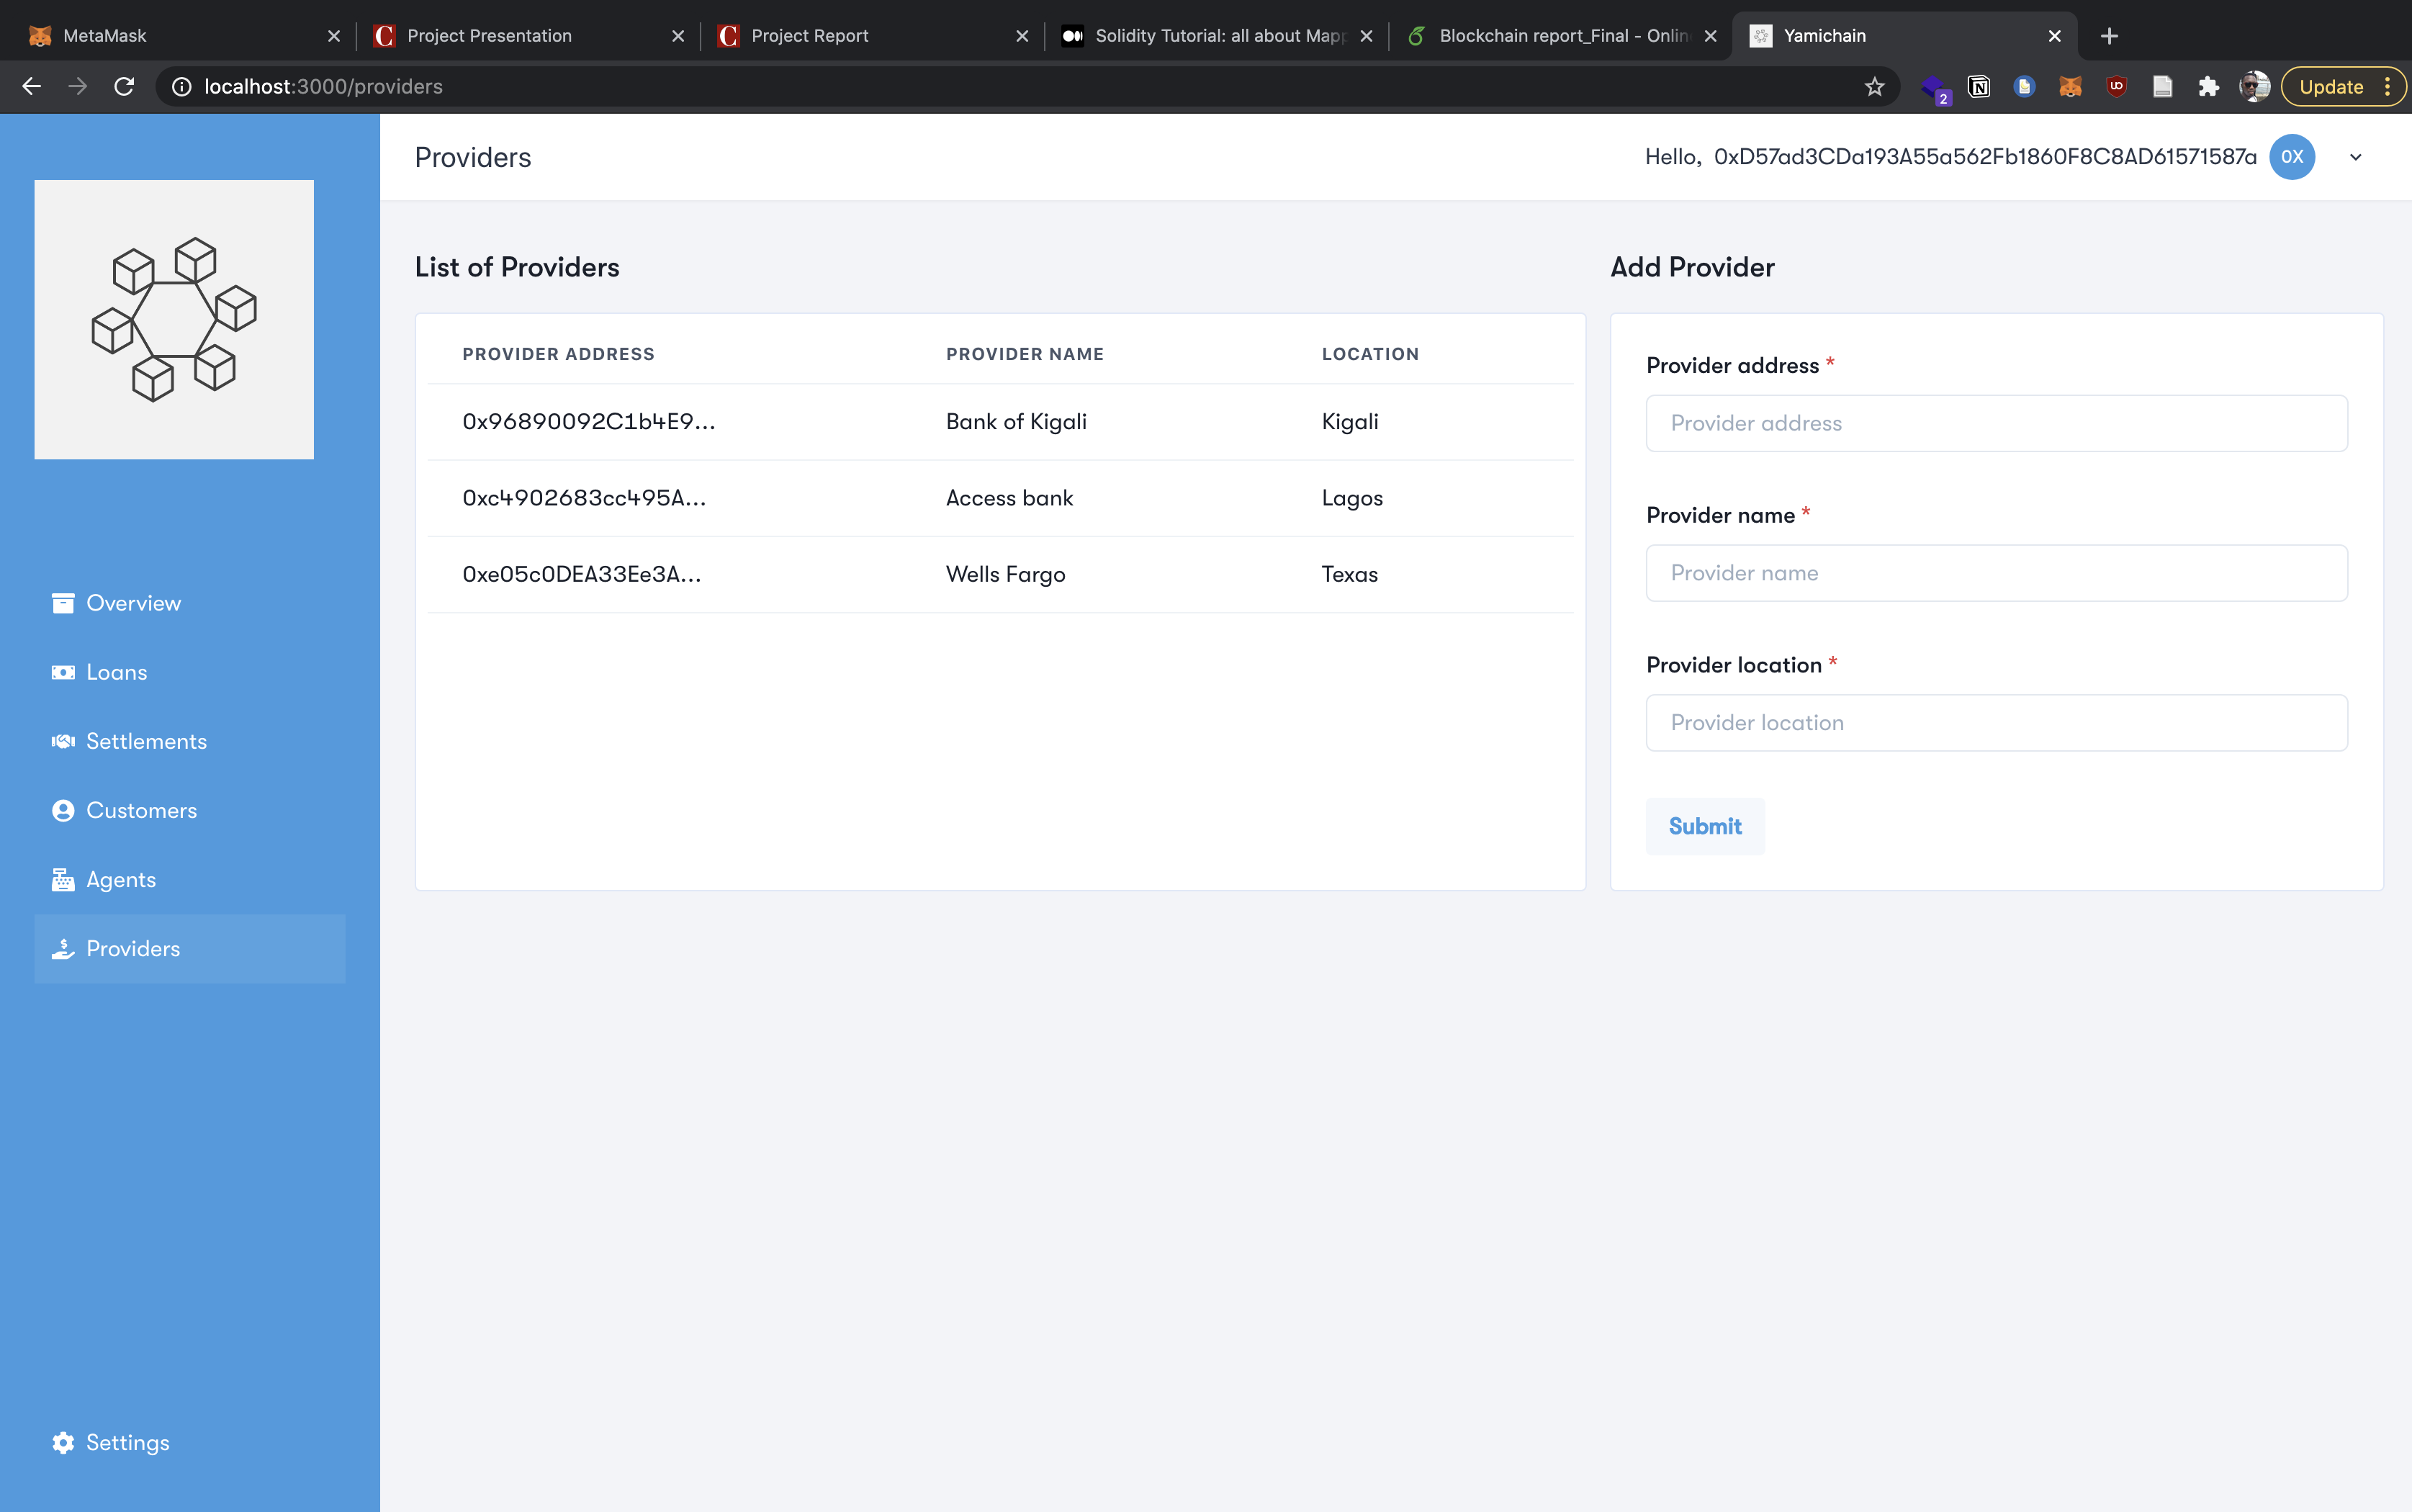 MetaMask
Project Presentation
Project Report
Solidity Tutorial: all about Mapp
Blockchain report_Final - Onlin
Yamichain
localhost:3000/providers
2
Update
Providers
Hello, 0xD57ad3CDa193A55a562Fb1860F8C8AD61571587a
0X
List of Providers
PROVIDER ADDRESS PROVIDER NAME LOCATION
0x96890092C1b4E9... Bank of Kigali Kigali
0xc4902683cc495A... Access bank Lagos
0xe05c0DEA33Ee3A... Wells Fargo Texas
Add Provider
Provider address *
Provider address
Provider name *
Provider name
Provider location *
Provider location
Submit
Overview
Loans
Settlements
Customers
Agents
Providers
Settings